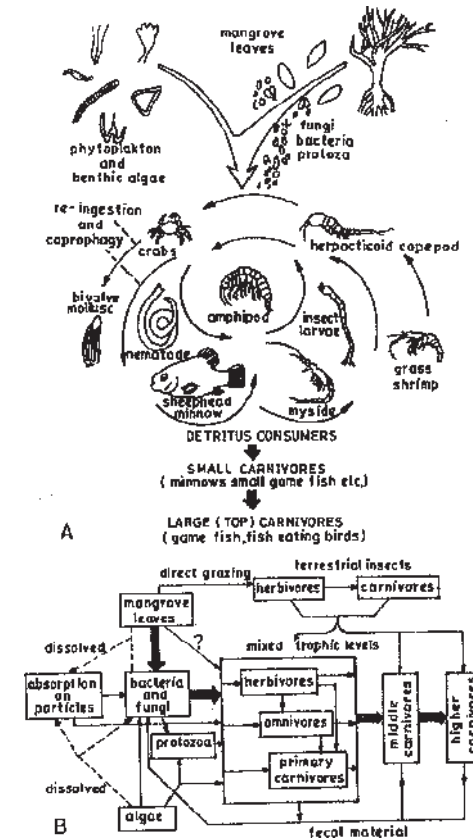 mangrove
leaves
fungi
bacteria
protoza
phytoplakton
and
benthic algae
re-ingestion
and
coprophagy
crabs
herpocticoid copepod
bivalve
mollusc
amphipod
insect
larvae
nematade
grass
shrimp
sheephead
minnow
myside
DETRITUS CONSUMERS
SMALL CARNIVORES
( minnows small game fish etc,)
LARGE (TOP) CARNIVORES
(game fish, fish eating birds)
A
direct grazing
terrestrial insects
herbivores
carnivores
mangrove
leaves
?
dissolved
mixed trophic levels
absorption
on
particles
bacteria
and
fungi
herbivores
omnivores
protozoa
primary
carnivores
middle
carnivores
higher
carnivores
dissolved
algae
fecal material
B